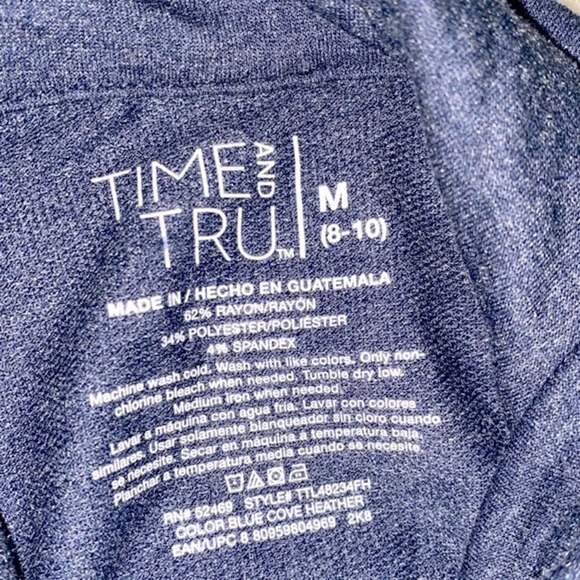 TIME AND
TRU™
M
(8-10)
MADE IN / HECHO EN GUATEMALA
62% RAYON/RAYÓN
34% POLYESTER/POLIÉSTER
4% SPANDEX
Machine wash cold. Wash with like colors. Only non-
chlorine bleach when needed. Tumble dry low.
Medium iron when needed.
Lavar a máquina con agua fría. Lavar con colores
similares. Usar solamente blanqueador sin cloro cuando
se necesite. Secar en máquina a temperatura baja.
Planchar a temperatura media cuando se necesite.
RN# 52469 STYLE# TTL48234FH
COLOR BLUE COVE HEATHER
EAN/UPC 8 80959804969 2K8